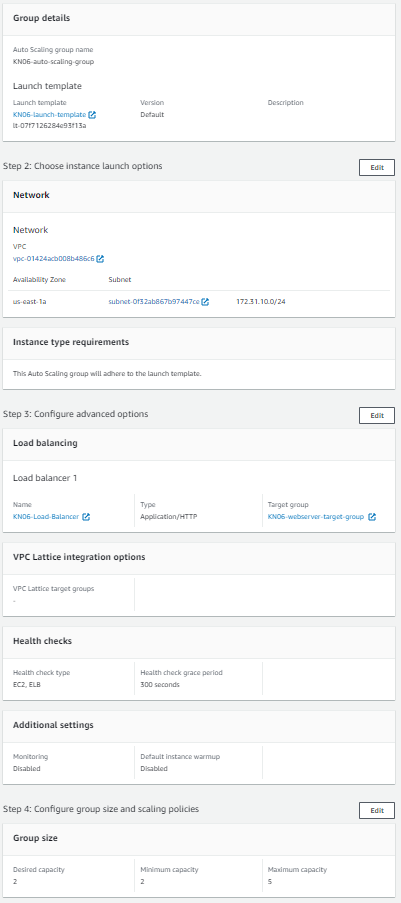 Group details
Auto Scaling group name
KN06-auto-scaling-group
Launch template
Launch template Version Description
KN06-launch-template Default
lt-07f7126284e93f13a
Step 2: Choose instance launch options Edit
Network
Network
VPC
vpc-01424acb008b486c6
Availability Zone Subnet
us-east-1a subnet-0f32ab867b97447ce 172.31.10.0/24
Instance type requirements
This Auto Scaling group will adhere to the launch template.
Step 3: Configure advanced options Edit
Load balancing
Load balancer 1
Name Type Target group
KN06-Load-Balancer Application/HTTP KN06-webserver-target-group
VPC Lattice integration options
VPC Lattice target groups
-
Health checks
Health check type Health check grace period
EC2, ELB 300 seconds
Additional settings
Monitoring Default instance warmup
Disabled Disabled
Step 4: Configure group size and scaling policies Edit
Group size
Desired capacity Minimum capacity Maximum capacity
2 2 5